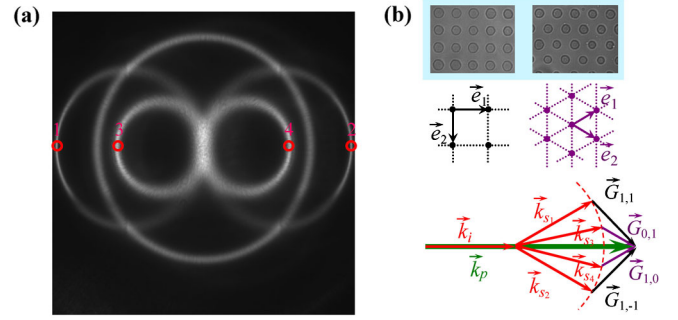 (a)
1
3
4
2
(b)
e₁
e₂
e₁
e₂
G₁,₁
kₛ₁
G₀,₁
kᵢ
kₛ₃
kₚ
kₛ₄
G₁,₀
kₛ₂
G₁,₋₁